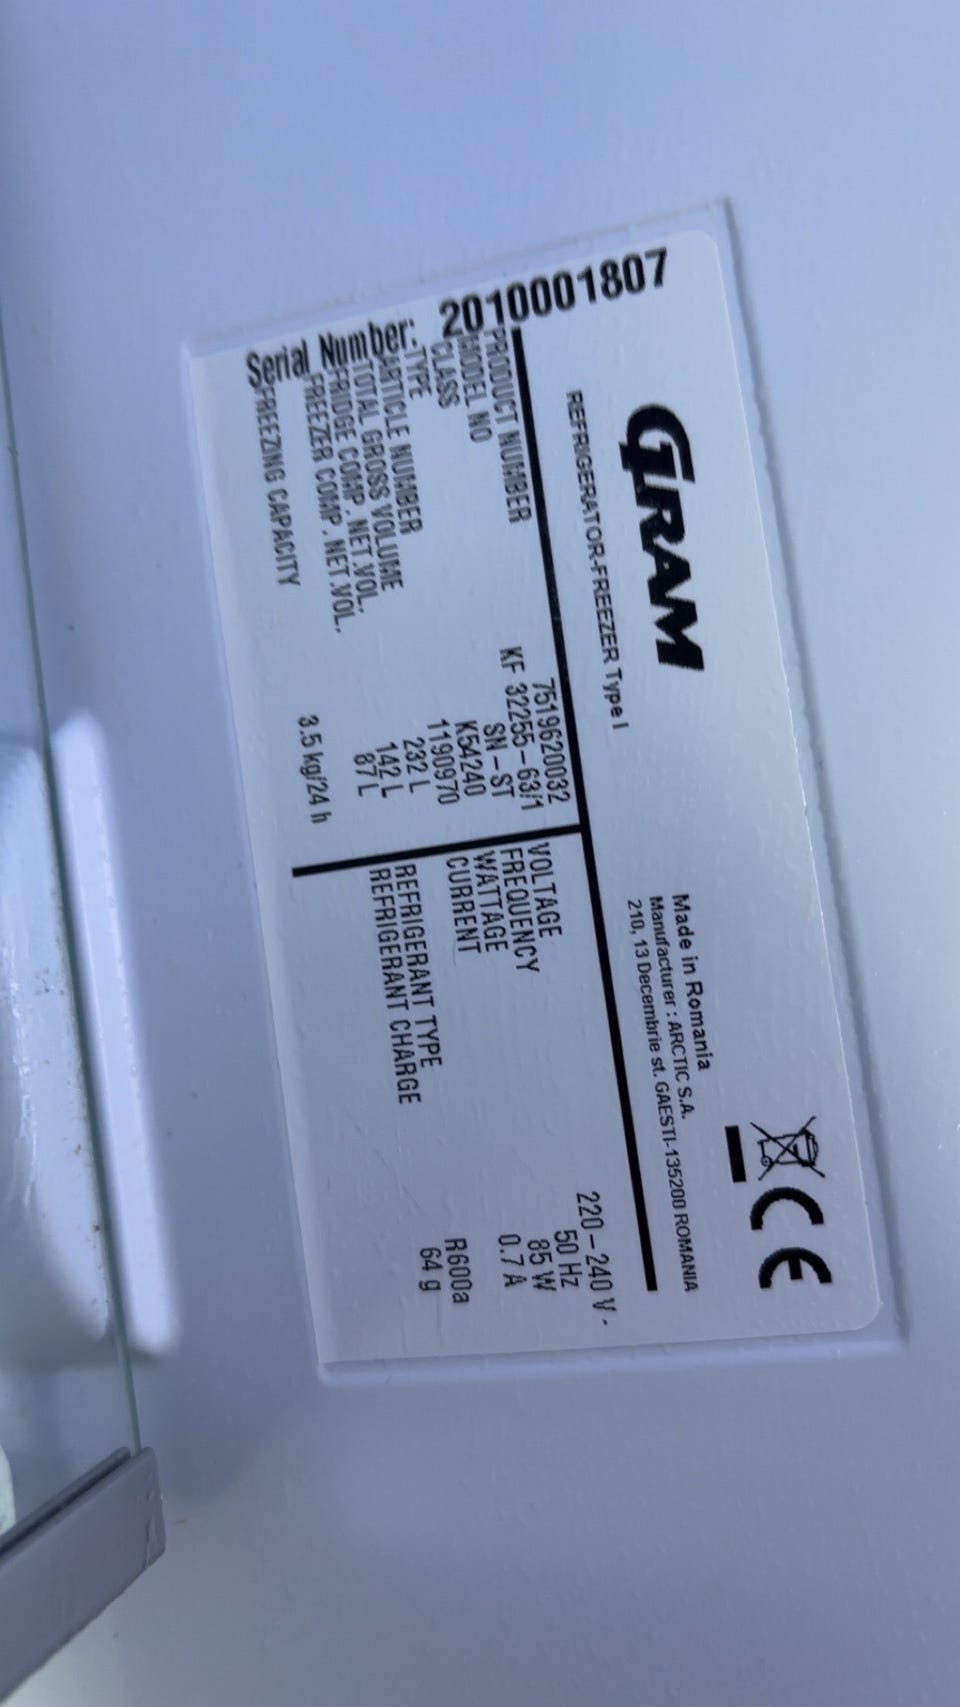 GRAM
REFRIGERATOR-FREEZER Type I
Made in Romania
Manufacturer : ARCTIC S.A.
210, 13 Decembrie st. GAESTI-135200 ROMANIA
CE
PRODUCT NUMBER 7519620032
MODEL NO KF 32255-63/1
CLASS SN - ST
TYPE K54240
ARTICLE NUMBER 1190970
TOTAL GROSS VOLUME 232 L
FRIDGE COMP. NET.VOL. 142 L
FREEZER COMP. NET.VOL. 87 L
FREEZING CAPACITY 3.5 kg/24 h
VOLTAGE 220 - 240 V-
FREQUENCY 50 Hz
WATTAGE 85 W
CURRENT 0.7 A
REFRIGERANT TYPE R600a
REFRIGERANT CHARGE 64 g
Serial Number: 2010001807